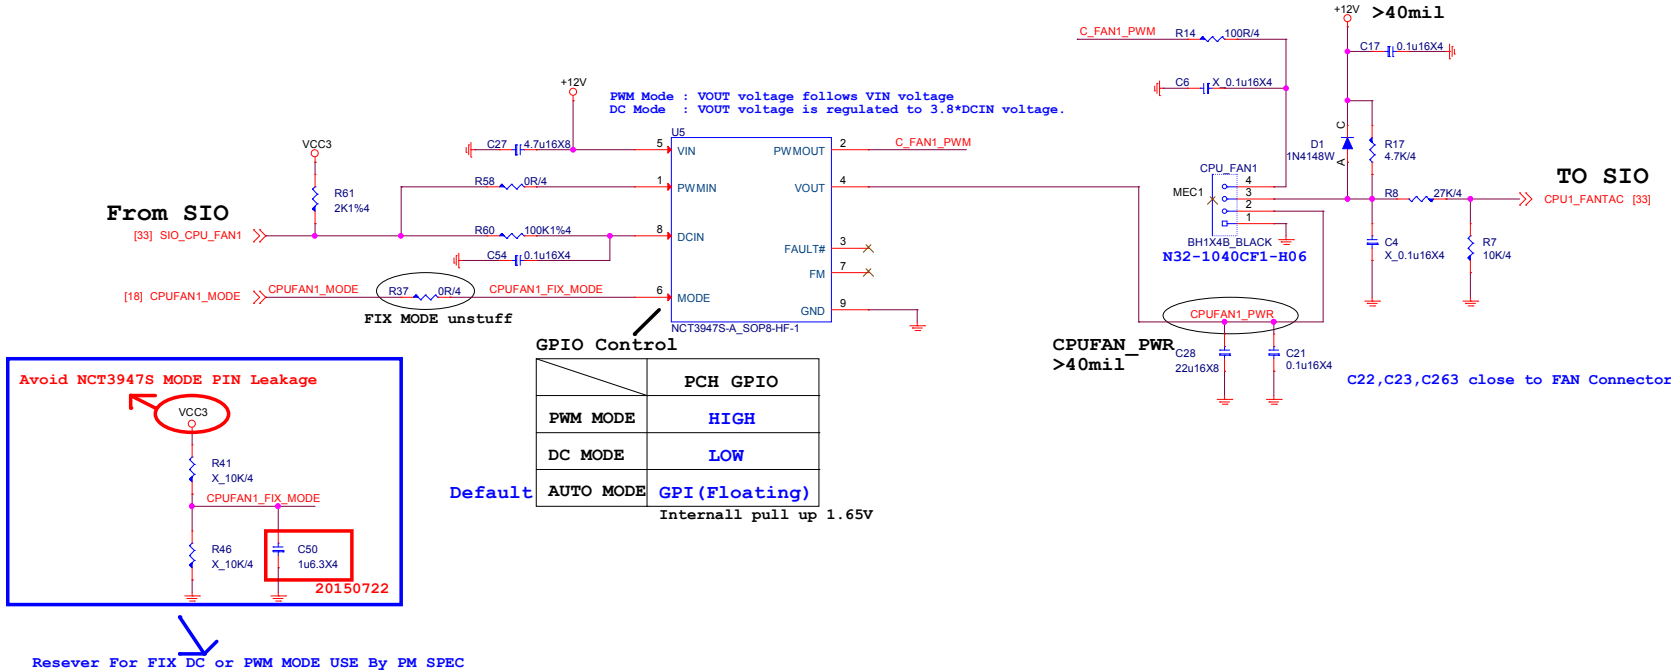 +12V
>40mil
C_FAN1_PWM
R14
100R/4
C17
0.1u16X4
+12V
C6
X_0.1u16X4
PWM Mode : VOUT voltage follows VIN voltage
DC Mode : VOUT voltage is regulated to 3.8*DCIN voltage.
U5
VCC3
C27
4.7u16X8
5
VIN
PWMOUT
2
C_FAN1_PWM
C
D1
1N4148W
A
R17
4.7K/4
R58
0R/4
1
PWMIN
VOUT
4
CPU_FAN1
MEC1
4
3
2
1
R61
2K1%4
R8
27K/4
TO SIO
CPU1_FANTAC [33]
From SIO
[33] SIO_CPU_FAN1
R60
100K1%4
8
DCIN
FAULT#
3
BH1X4B_BLACK
N32-1040CF1-H06
C4
X_0.1u16X4
R7
10K/4
C54
0.1u16X4
FM
7
[18] CPUFAN1_MODE
CPUFAN1_MODE
R37
0R/4
CPUFAN1_FIX_MODE
6
MODE
GND
9
FIX MODE unstuff
NCT3947S-A_SOP8-HF-1
CPUFAN1_PWR
GPIO Control
CPUFAN_PWR
>40mil
C28
22u16X8
C21
0.1u16X4
C22,C23,C263 close to FAN Connector
PCH GPIO
PWM MODE
HIGH
DC MODE
LOW
Default
AUTO MODE
GPI(Floating)
Internall pull up 1.65V
Avoid NCT3947S MODE PIN Leakage
VCC3
R41
X_10K/4
CPUFAN1_FIX_MODE
R46
X_10K/4
C50
1u6.3X4
20150722
Resever For FIX DC or PWM MODE USE By PM SPEC